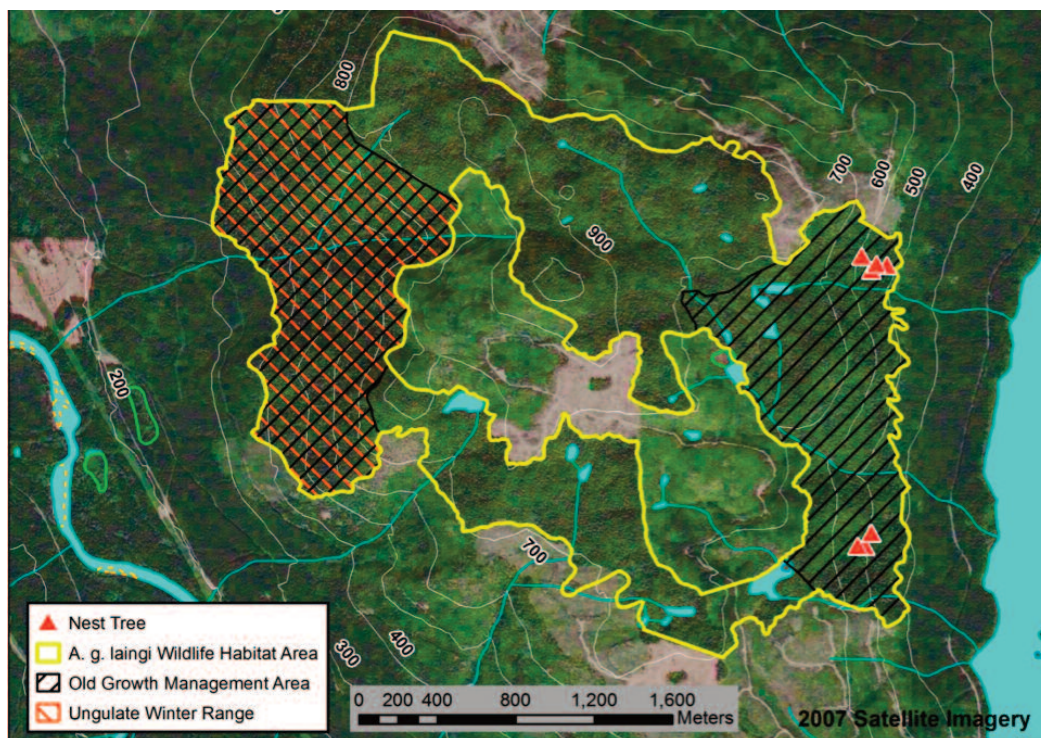 800
700
600
500
400
900
200
700
400
300
Nest Tree
A. g. laingi Wildlife Habitat Area
Old Growth Management Area
Ungulate Winter Range
0 200 400 800 1,200 1,600
Meters
2007 Satellite Imagery